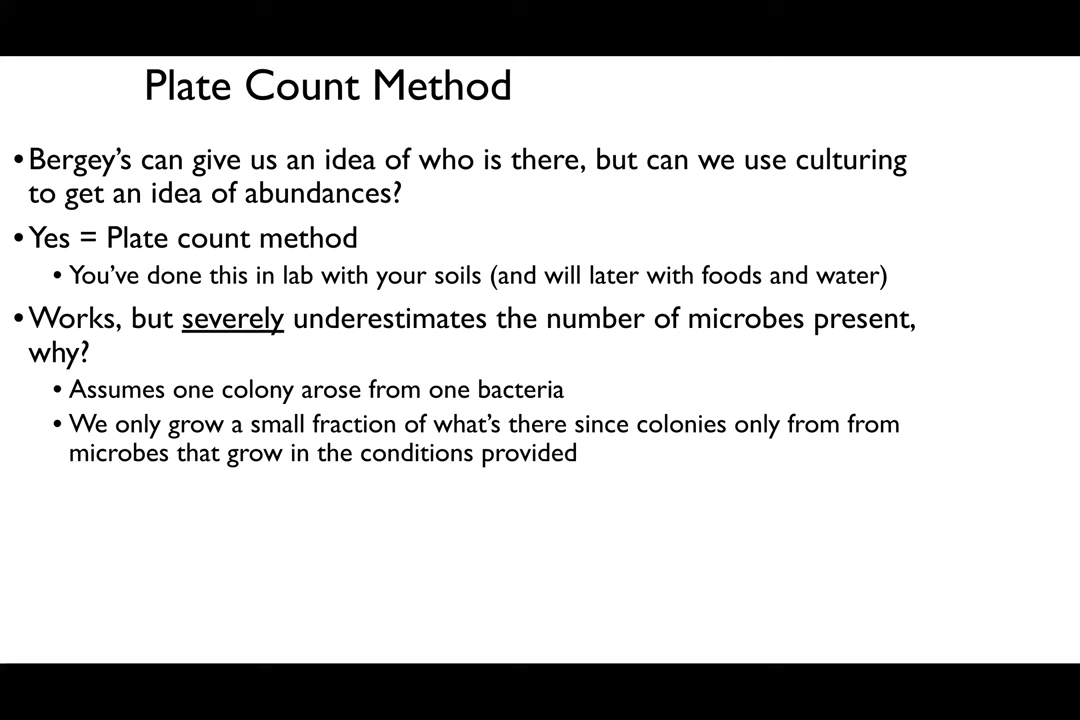 Plate Count Method
•Bergey's can give us an idea of who is there, but can we use culturing
to get an idea of abundances?
•Yes = Plate count method
• You've done this in lab with your soils (and will later with foods and water)
•Works, but severely underestimates the number of microbes present,
why?
• Assumes one colony arose from one bacteria
• We only grow a small fraction of what's there since colonies only from from
microbes that grow in the conditions provided